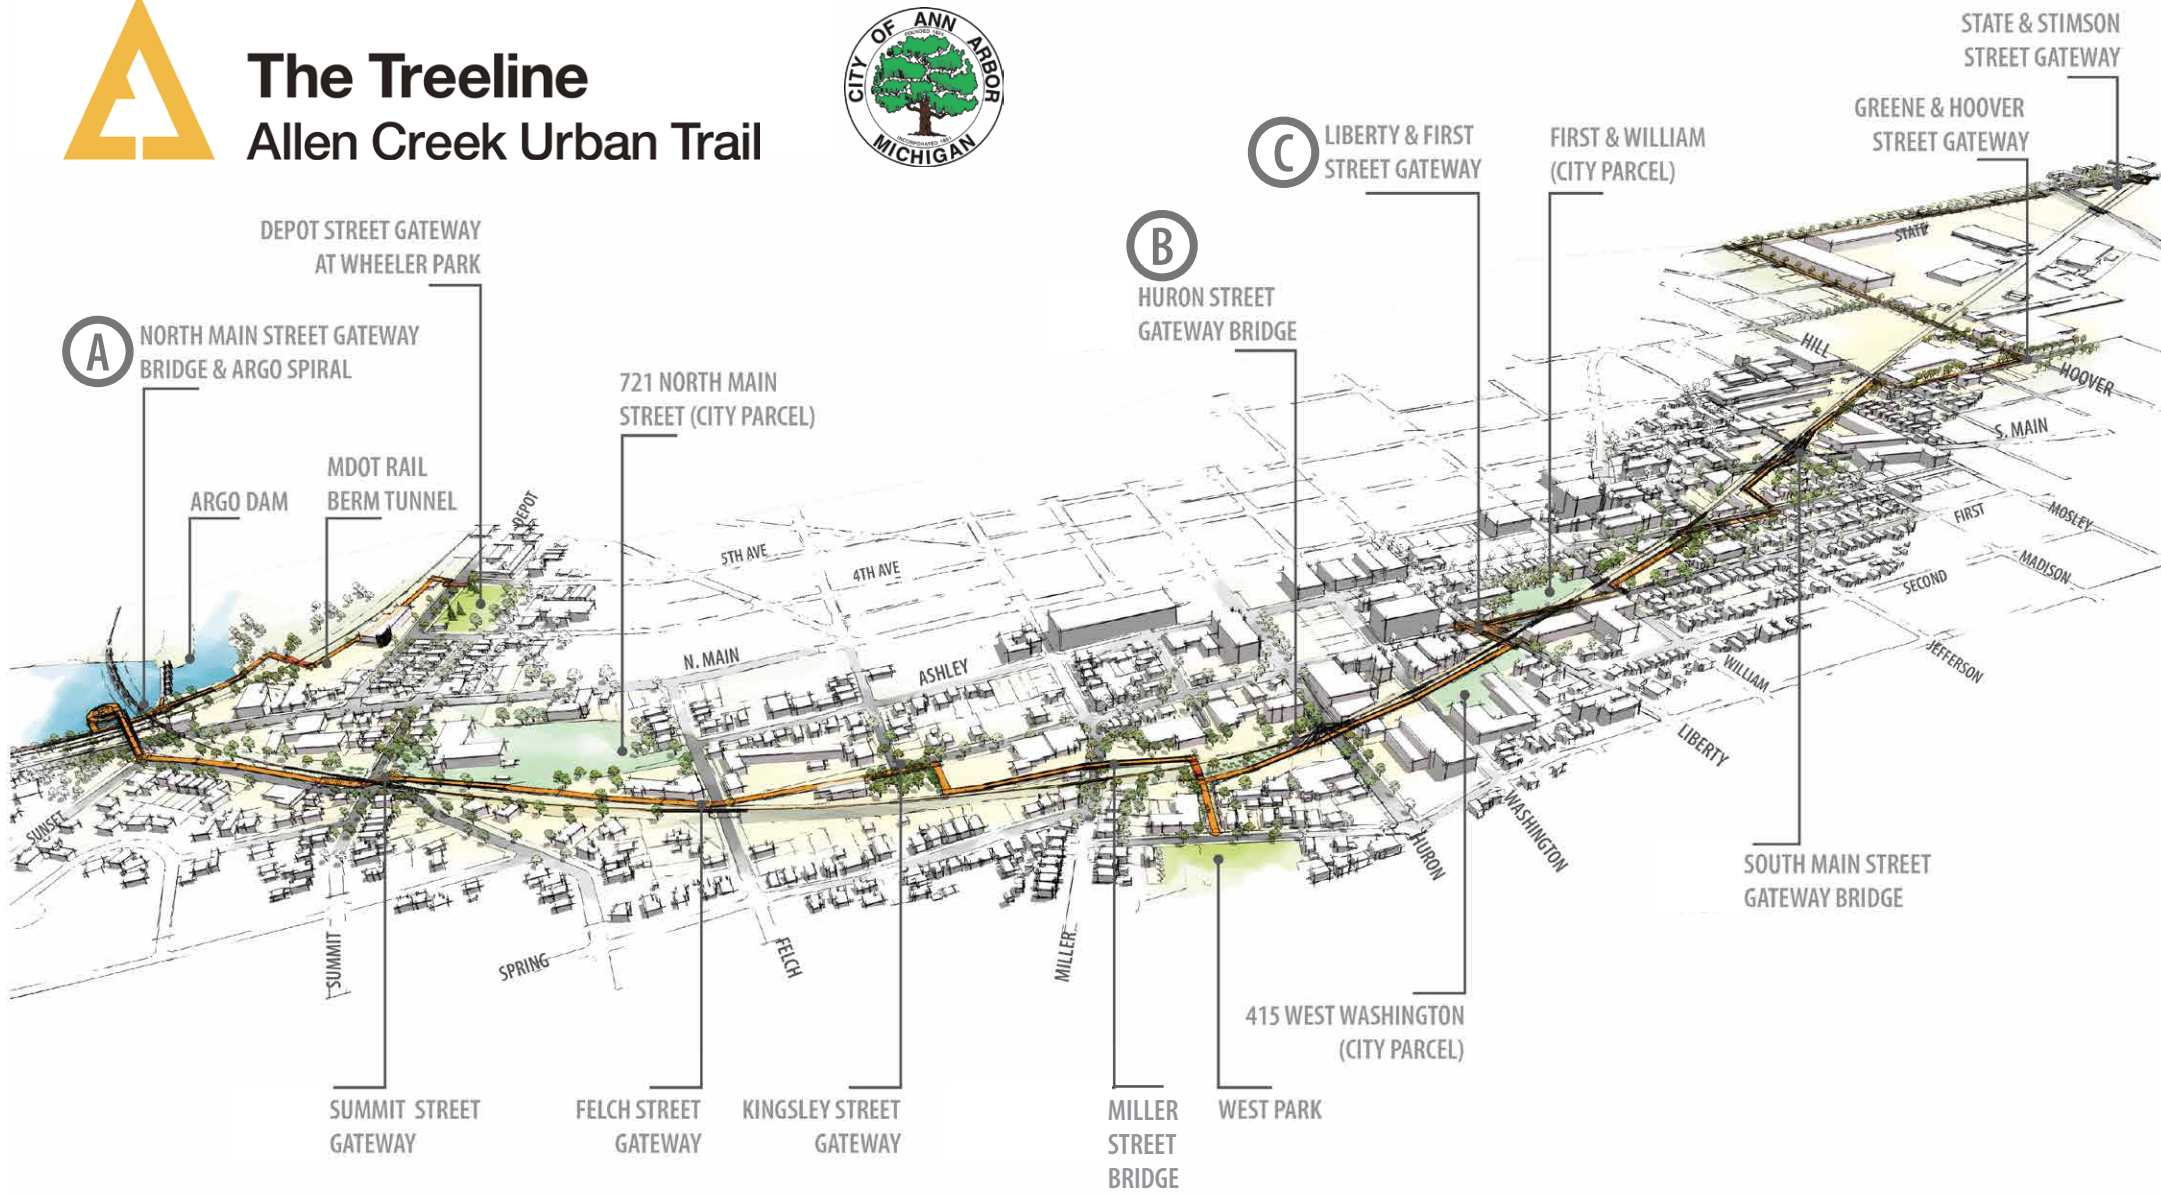 The Treeline
Allen Creek Urban Trail
CITY OF ANN ARBOR
MICHIGAN
FOUNDED 1824
INCORPORATED 1851
STATE & STIMSON
STREET GATEWAY
GREENE & HOOVER
STREET GATEWAY
C
LIBERTY & FIRST
STREET GATEWAY
FIRST & WILLIAM
(CITY PARCEL)
DEPOT STREET GATEWAY
AT WHEELER PARK
B
HURON STREET
GATEWAY BRIDGE
A
NORTH MAIN STREET GATEWAY
BRIDGE & ARGO SPIRAL
721 NORTH MAIN
STREET (CITY PARCEL)
MDOT RAIL
BERM TUNNEL
ARGO DAM
DEPOT
5TH AVE
4TH AVE
N. MAIN
ASHLEY
STATE
HILL
HOOVER
S. MAIN
FIRST
MOSLEY
MADISON
SECOND
JEFFERSON
WILLIAM
LIBERTY
WASHINGTON
HURON
SUNSET
SUMMIT
SPRING
FELCH
MILLER
SOUTH MAIN STREET
GATEWAY BRIDGE
415 WEST WASHINGTON
(CITY PARCEL)
SUMMIT STREET
GATEWAY
FELCH STREET
GATEWAY
KINGSLEY STREET
GATEWAY
MILLER
STREET
BRIDGE
WEST PARK